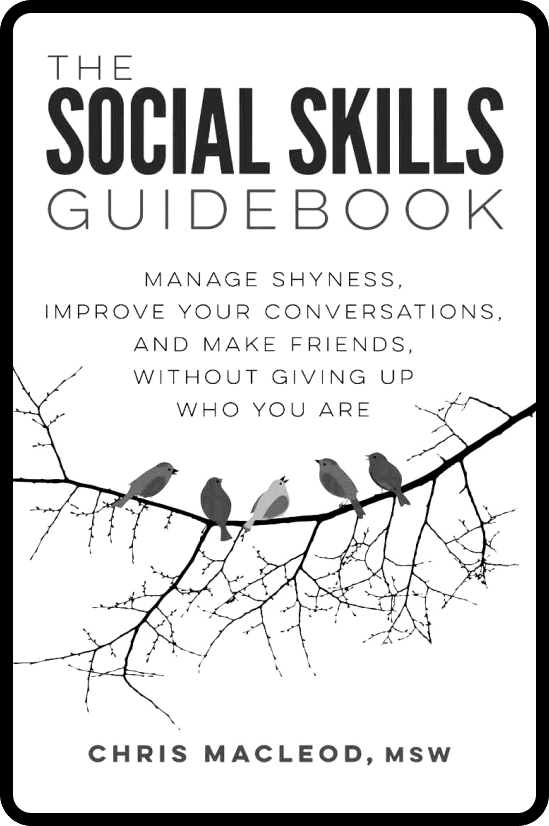 THE
SOCIAL SKILLS
GUIDEBOOK
MANAGE SHYNESS,
IMPROVE YOUR CONVERSATIONS,
AND MAKE FRIENDS,
WITHOUT GIVING UP
WHO YOU ARE
CHRIS MACLEOD, MSW